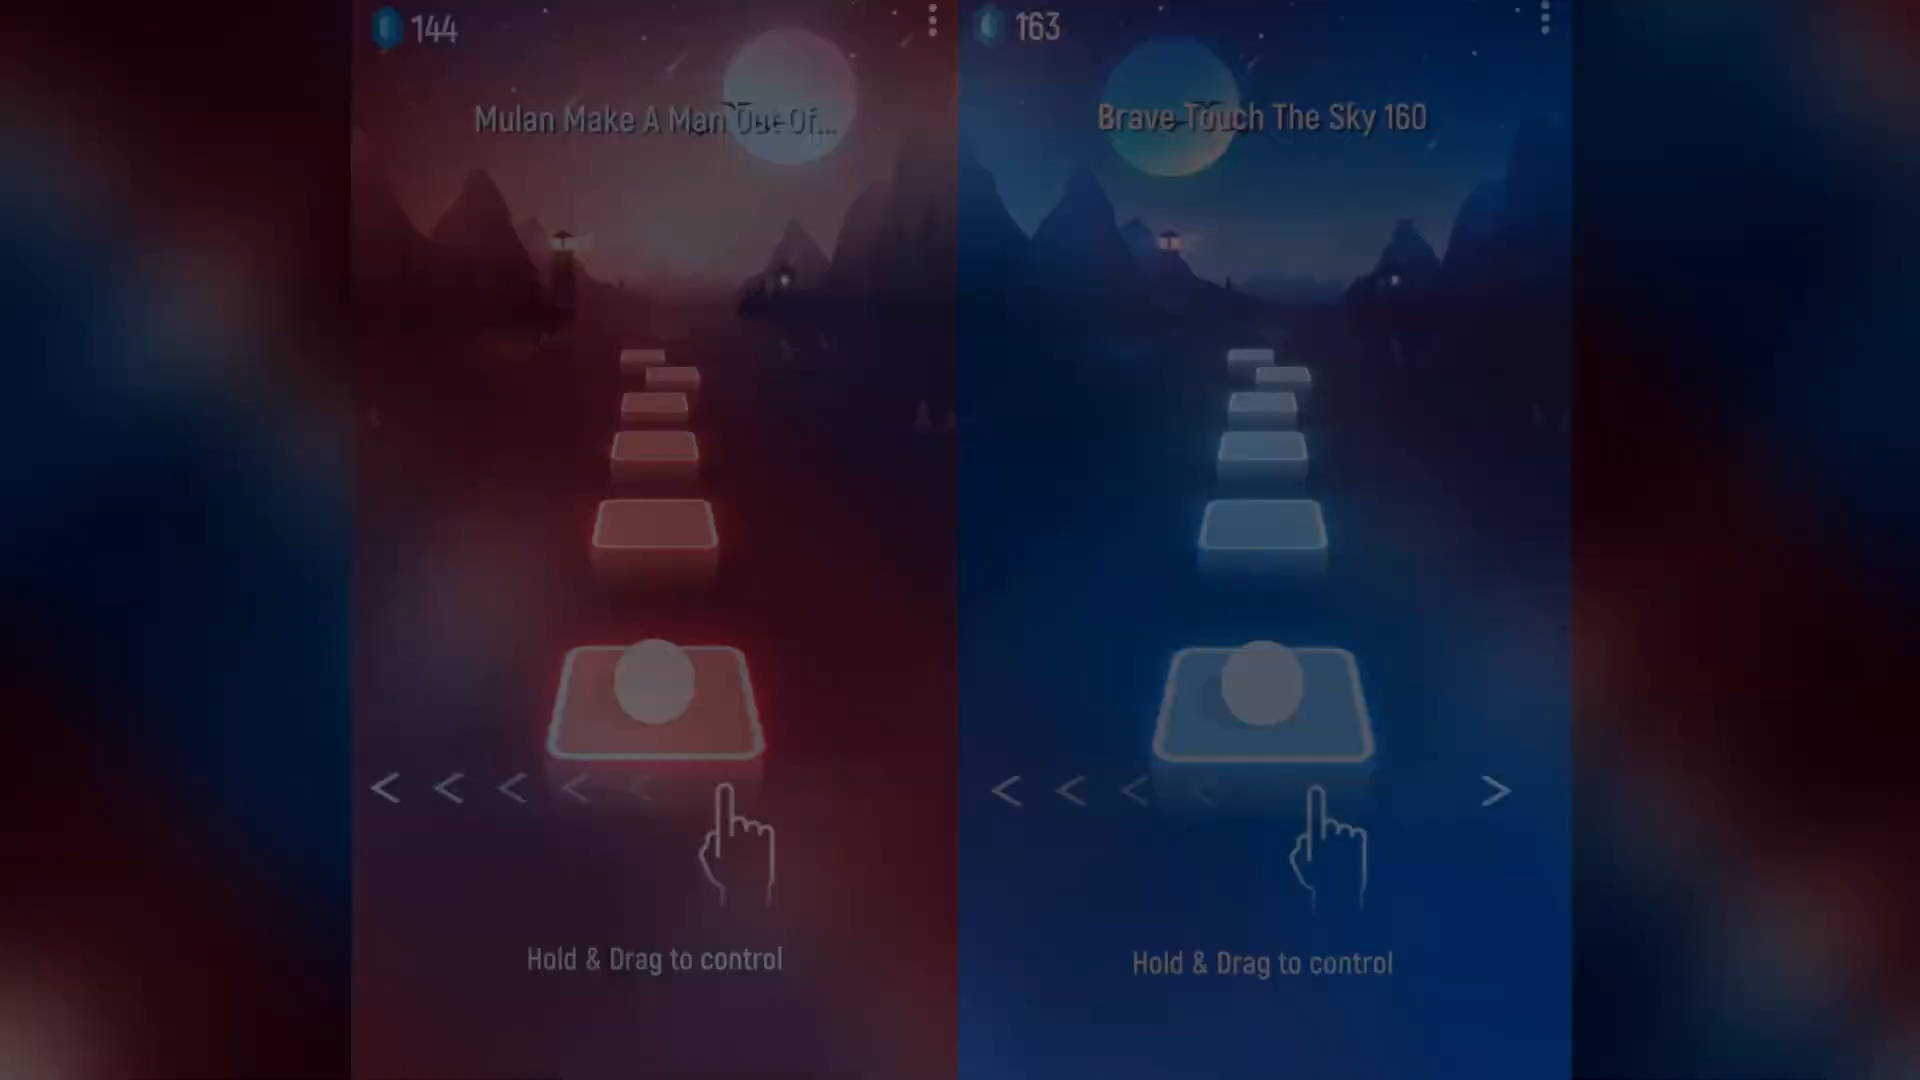 144
Mulan Make A Man Out Of...
Hold & Drag to control
163
Brave Touch The Sky 160
Hold & Drag to control